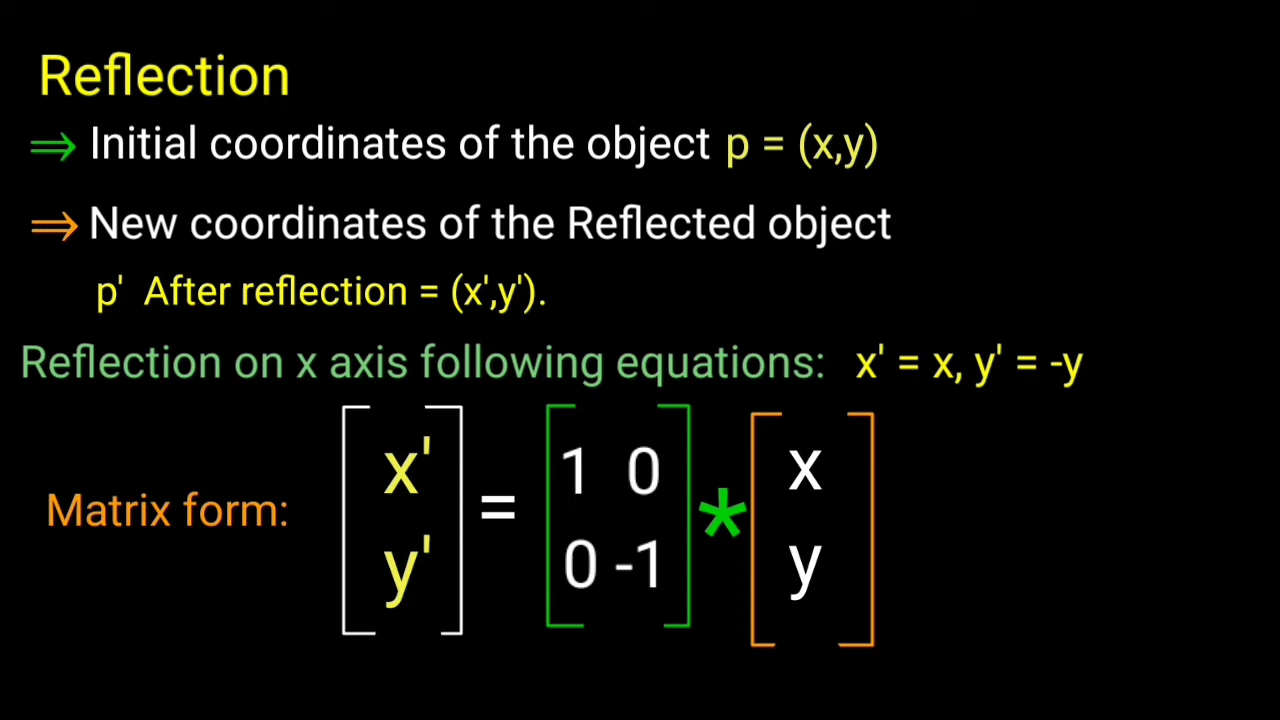 Reflection
⇒ Initial coordinates of the object p = (x,y)
⇒ New coordinates of the Reflected object
p' After reflection = (x',y').
Reflection on x axis following equations: x' = x, y' = -y
Matrix form: [x' y'] = [1 0 0 -1] * [x y]